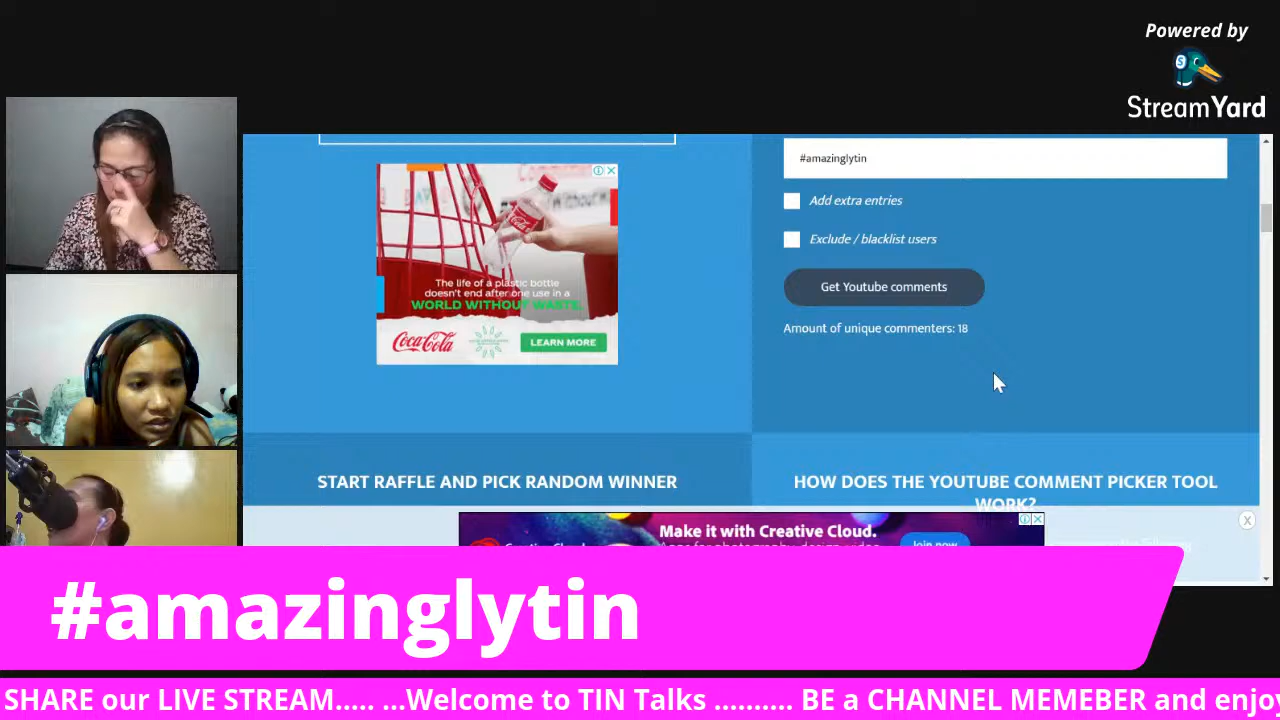 Powered by
StreamYard
#amazinglytin
Add extra entries
Exclude / blacklist users
Get Youtube comments
Amount of unique commenters: 18
The life of a plastic bottle
doesn't end after one use in a
WORLD WITHOUT WASTE.
Coca-Cola
LEARN MORE
START RAFFLE AND PICK RANDOM WINNER
HOW DOES THE YOUTUBE COMMENT PICKER TOOL
WORK?
Make it with Creative Cloud.
Join now
#amazinglytin
SHARE our LIVE STREAM..... ...Welcome to TIN Talks .......... BE a CHANNEL MEMEBER and enjoy